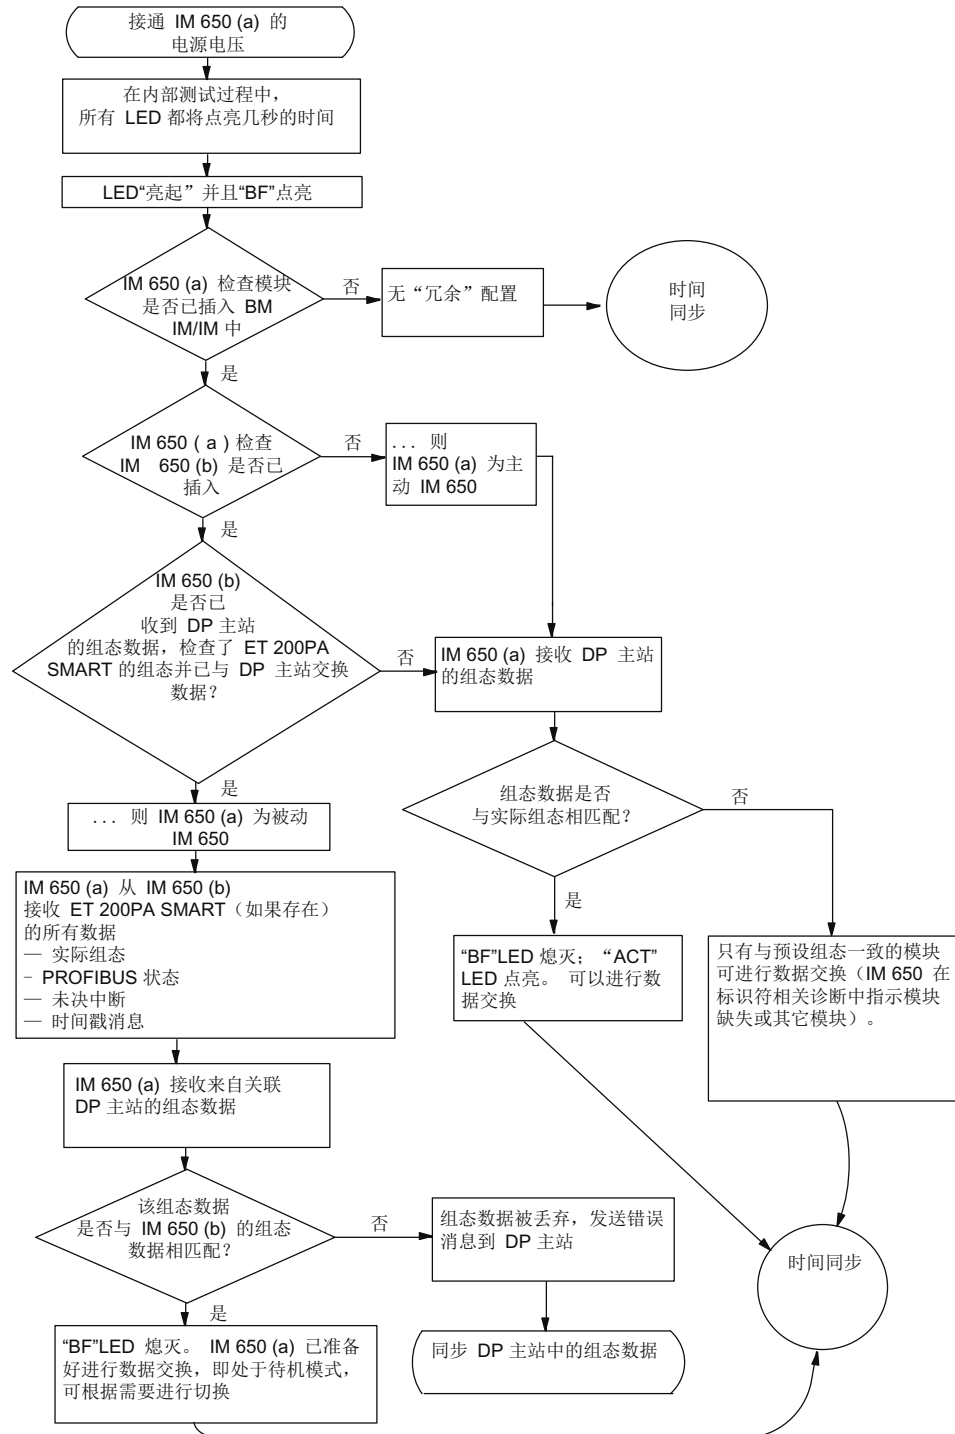 接通 IM 650 (a) 的
电源电压
在内部测试过程中，
所有 LED 都将点亮几秒的时间
LED“亮起”并且“BF”点亮
IM 650 (a) 检查模块
是否已插入 BM
IM/IM 中
否
无“冗余”配置
时间
同步
是
IM 650 ( a ) 检查
IM 650 (b) 是否已
插入
否
... 则
IM 650 (a) 为主
动 IM 650
是
IM 650 (b)
是否已
收到 DP 主站
的组态数据，检查了 ET 200PA
SMART 的组态并已与 DP 主站交换
数据？
否
IM 650 (a) 接收 DP 主站
的组态数据
是
... 则 IM 650 (a) 为被动
IM 650
组态数据是否
与实际组态相匹配？
否
是
IM 650 (a) 从 IM 650 (b)
接收 ET 200PA SMART（如果存在）
的所有数据
— 实际组态
– PROFIBUS 状态
— 未决中断
— 时间戳消息
“BF”LED 熄灭；“ACT”
LED 点亮。 可以进行数
据交换
只有与预设组态一致的模块
可进行数据交换（IM 650 在
标识符相关诊断中指示模块
缺失或其它模块）。
IM 650 (a) 接收来自关联
DP 主站的组态数据
该组态数据
是否与 IM 650 (b) 的组态
数据相匹配？
否
组态数据被丢弃，发送错误
消息到 DP 主站
时间同步
是
“BF”LED 熄灭。 IM 650 (a) 已准备
好进行数据交换，即处于待机模式，
可根据需要进行切换
同步 DP 主站中的组态数据